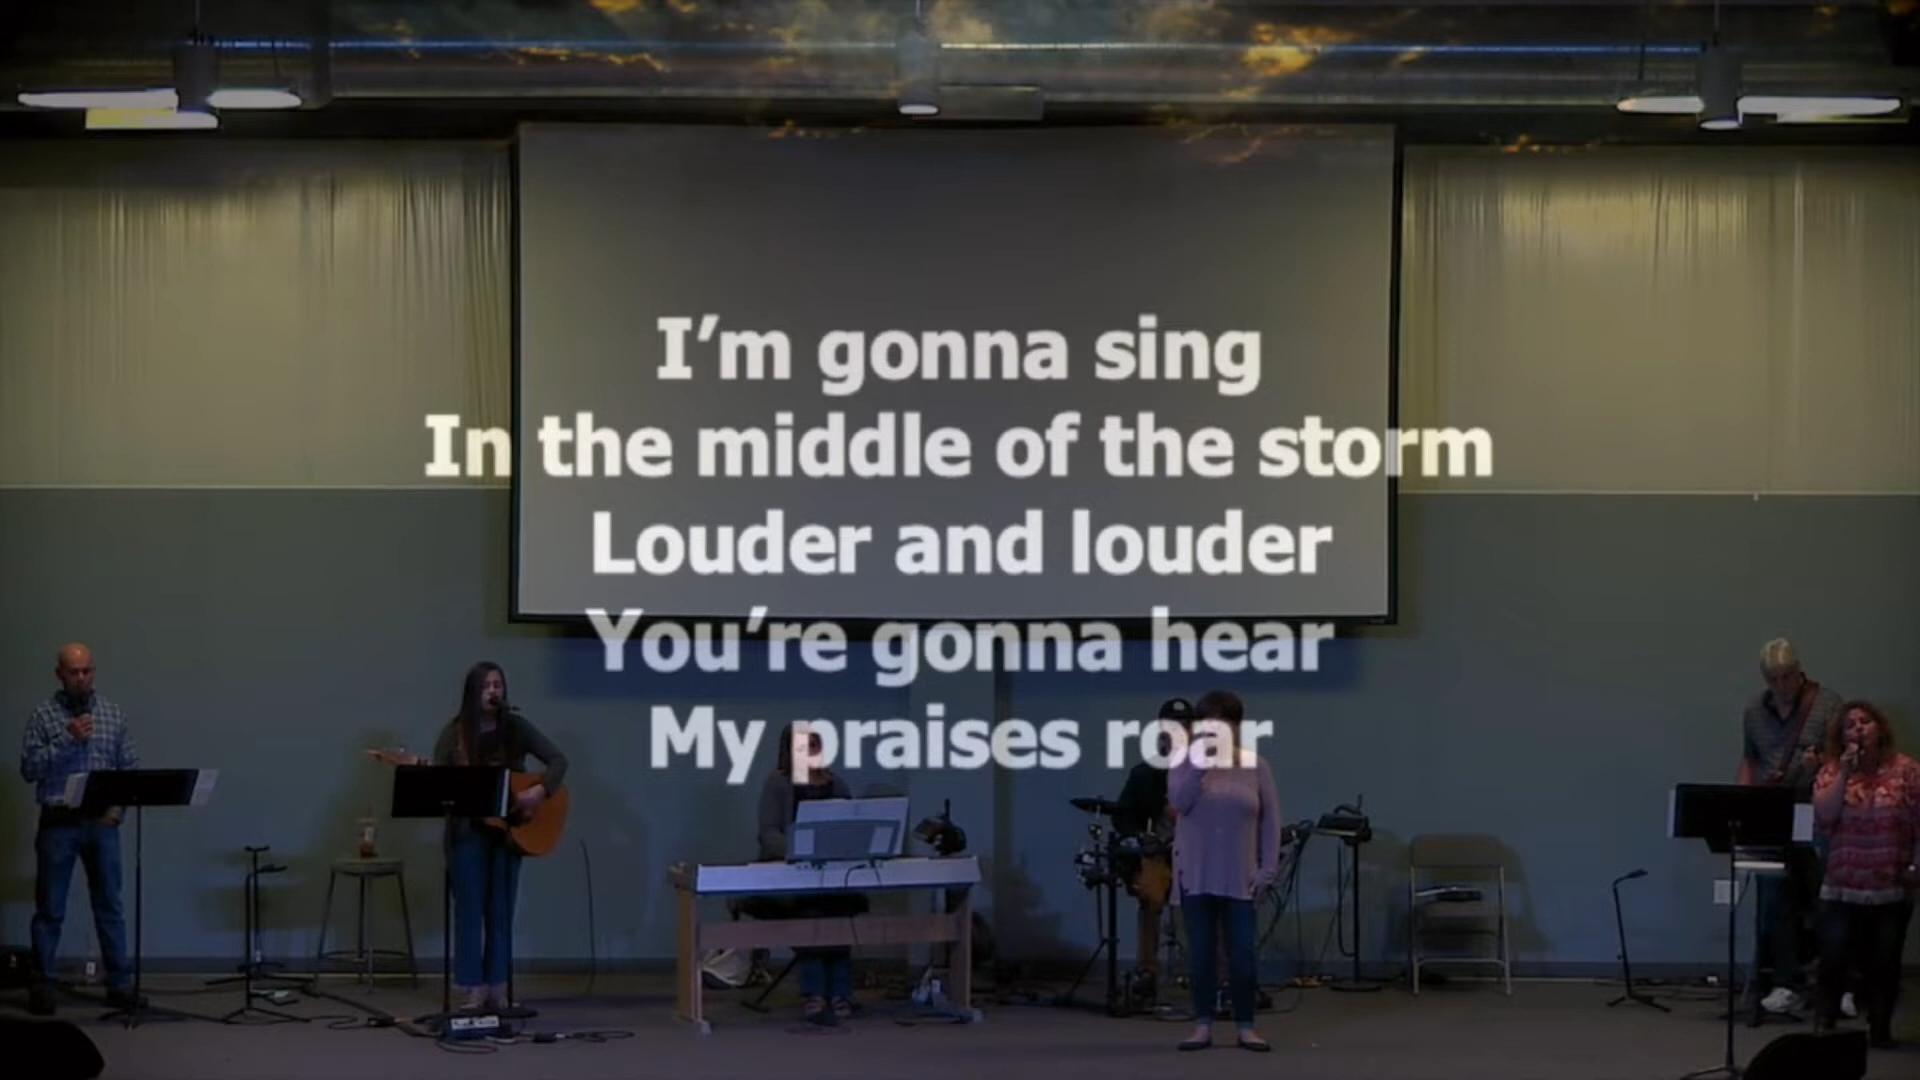 I’m gonna sing
In the middle of the storm
Louder and louder
You’re gonna hear
My praises roar